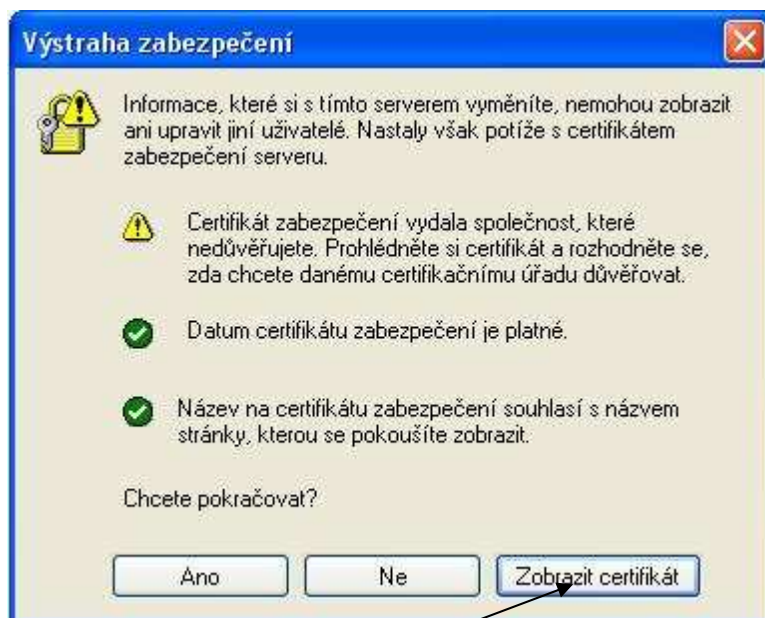 Výstraha zabezpečení
Informace, které si s tímto serverem vyměníte, nemohou zobrazit
ani upravit jiní uživatelé. Nastaly však potíže s certifikátem
zabezpečení serveru.
Certifikát zabezpečení vydala společnost, které
nedůvěřujete. Prohlédněte si certifikát a rozhodněte se,
zda chcete danému certifikačnímu úřadu důvěřovat.
Datum certifikátu zabezpečení je platné.
Název na certifikátu zabezpečení souhlasí s názvem
stránky, kterou se pokoušíte zobrazit.
Chcete pokračovat?
Ano Ne Zobrazit certifikát